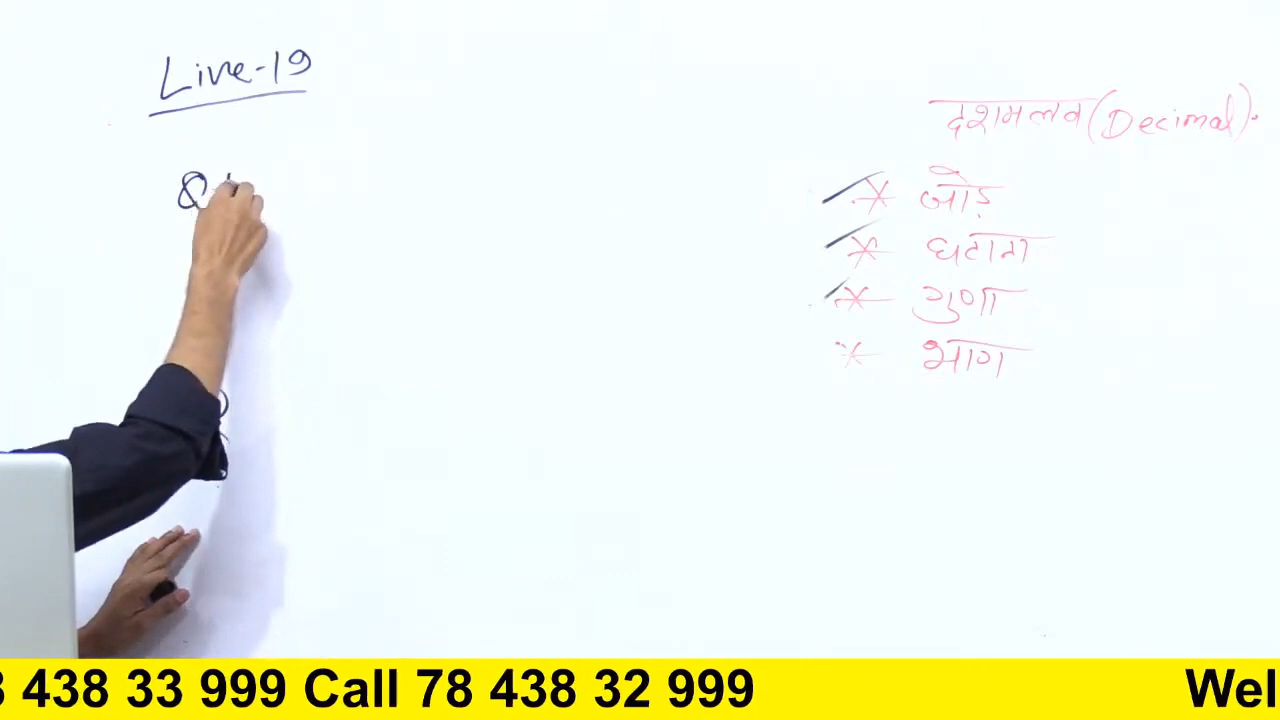 Live-19
Q
दशमलव (Decimal):
* जोड़
* घटाना
* गुणा
* भाग
438 33 999 Call 78 438 32 999
Wel